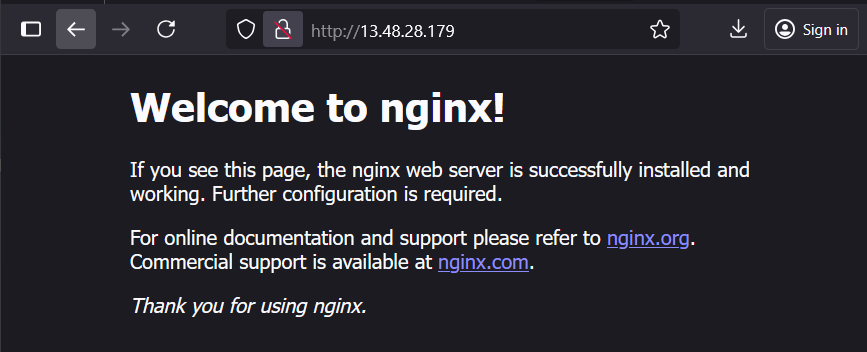 http://13.48.28.179
Sign in
Welcome to nginx!
If you see this page, the nginx web server is successfully installed and
working. Further configuration is required.
For online documentation and support please refer to nginx.org.
Commercial support is available at nginx.com.
Thank you for using nginx.